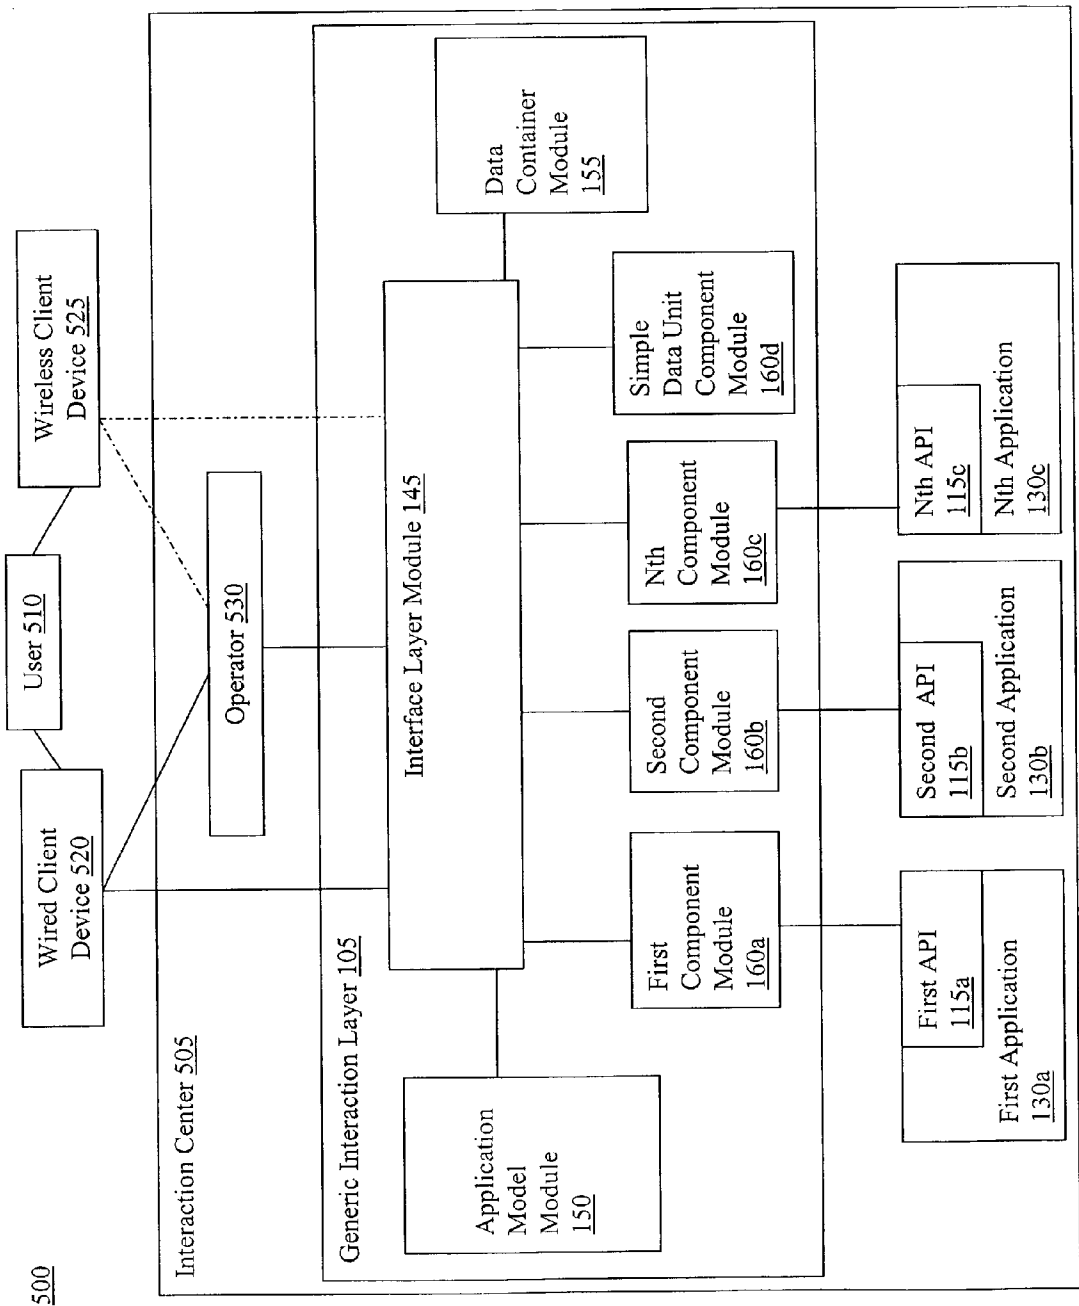 500
User 510
Wired Client
Device 520
Wireless Client
Device 525
Interaction Center 505
Operator 530
Generic Interaction Layer 105
Interface Layer Module 145
Application
Model
Module
150
Data
Container
Module
155
First
Component
Module
160a
Second
Component
Module
160b
Nth
Component
Module
160c
Simple
Data Unit
Component
Module
160d
First API
115a
First Application
130a
Second API
115b
Second Application
130b
Nth API
115c
Nth Application
130c